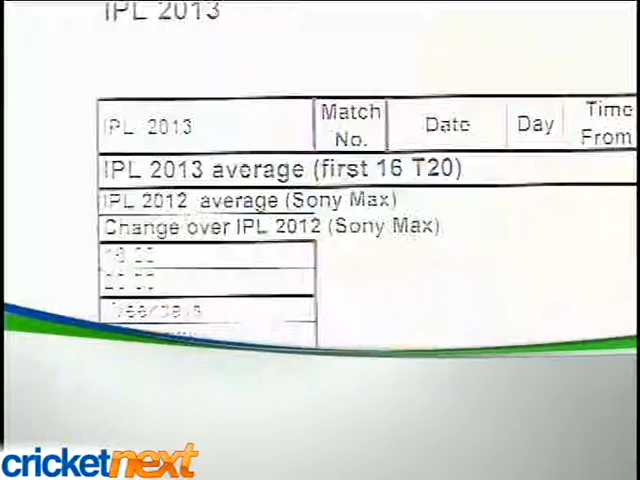 IPL 2013
IPL 2013 Match No. Date Day Time From
IPL 2013 average (first 16 T20)
IPL 2012 average (Sony Max)
Change over IPL 2012 (Sony Max)
cricketnext